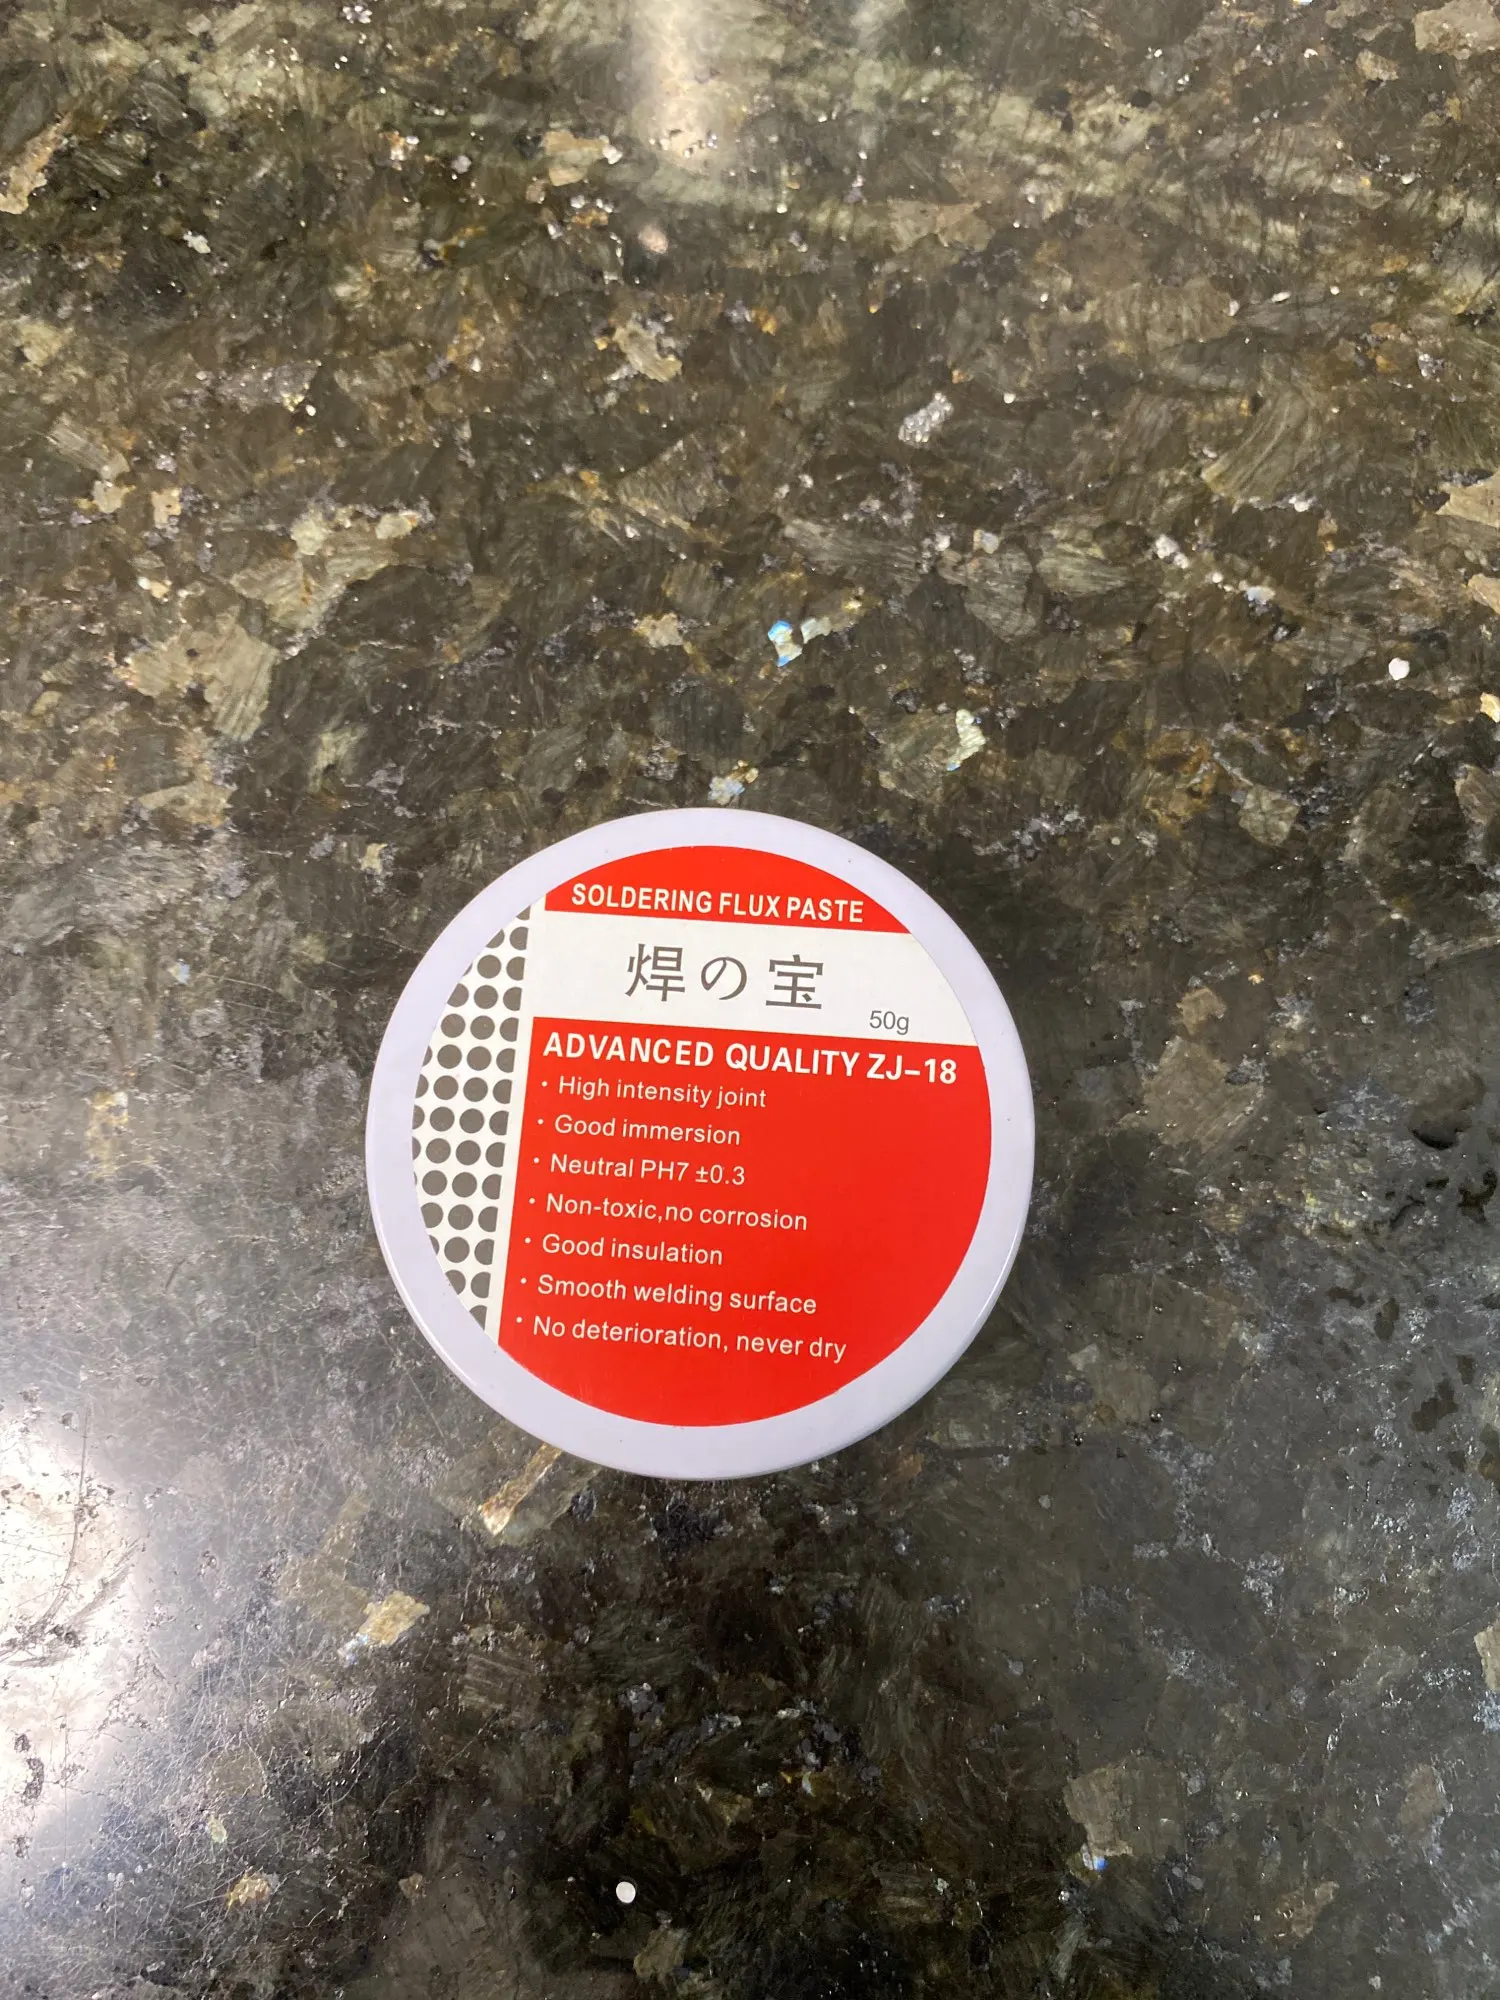 SOLDERING FLUX PASTE
焊の宝
50g
ADVANCED QUALITY ZJ-18
· High intensity joint
· Good immersion
· Neutral PH7 ±0.3
· Non-toxic,no corrosion
· Good insulation
· Smooth welding surface
· No deterioration, never dry